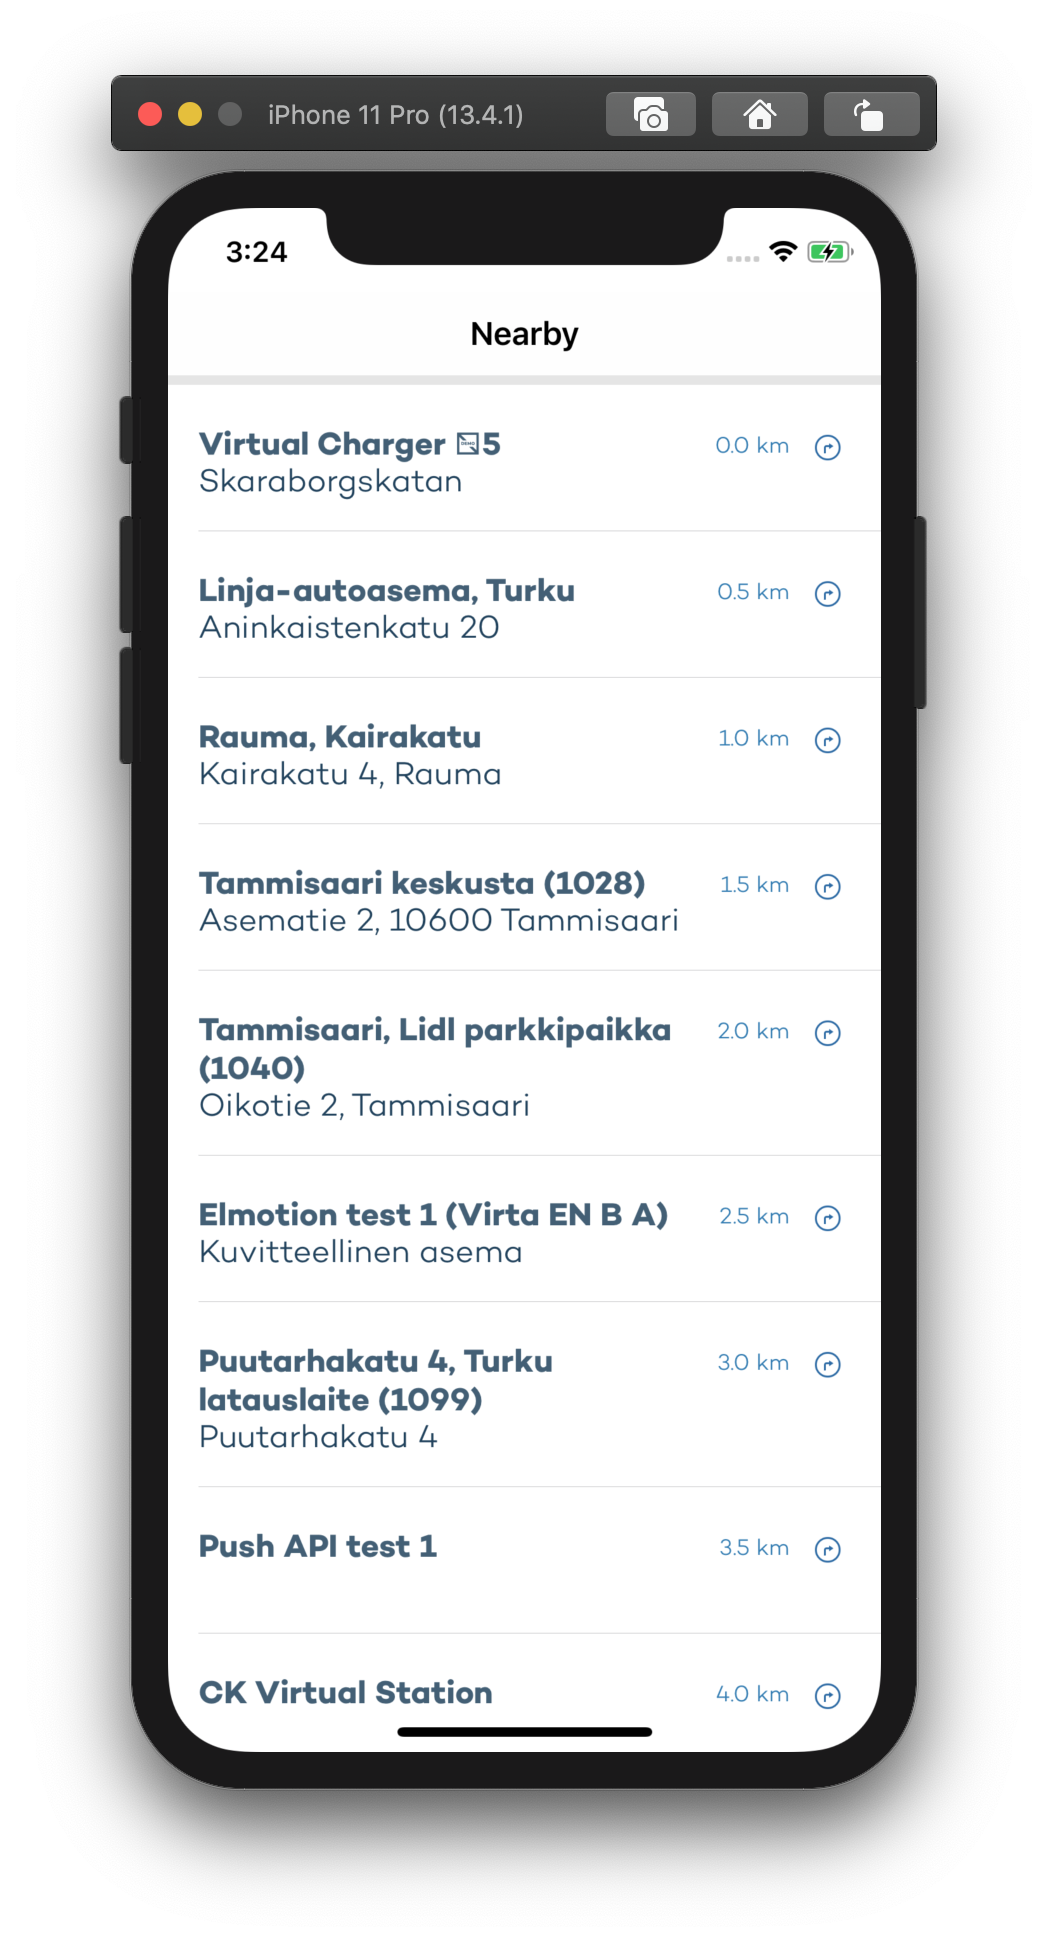 iPhone 11 Pro (13.4.1)
3:24
Nearby
Virtual Charger 5
0.0 km
Skaraborgskatan
Linja-autoasema, Turku
0.5 km
Aninkaistenkatu 20
Rauma, Kairakatu
1.0 km
Kairakatu 4, Rauma
Tammisaari keskusta (1028)
1.5 km
Asematie 2, 10600 Tammisaari
Tammisaari, Lidl parkkipaikka
2.0 km
(1040)
Oikotie 2, Tammisaari
Elmotion test 1 (Virta EN B A)
2.5 km
Kuvitteellinen asema
Puutarhakatu 4, Turku
3.0 km
latauslaite (1099)
Puutarhakatu 4
Push API test 1
3.5 km
CK Virtual Station
4.0 km